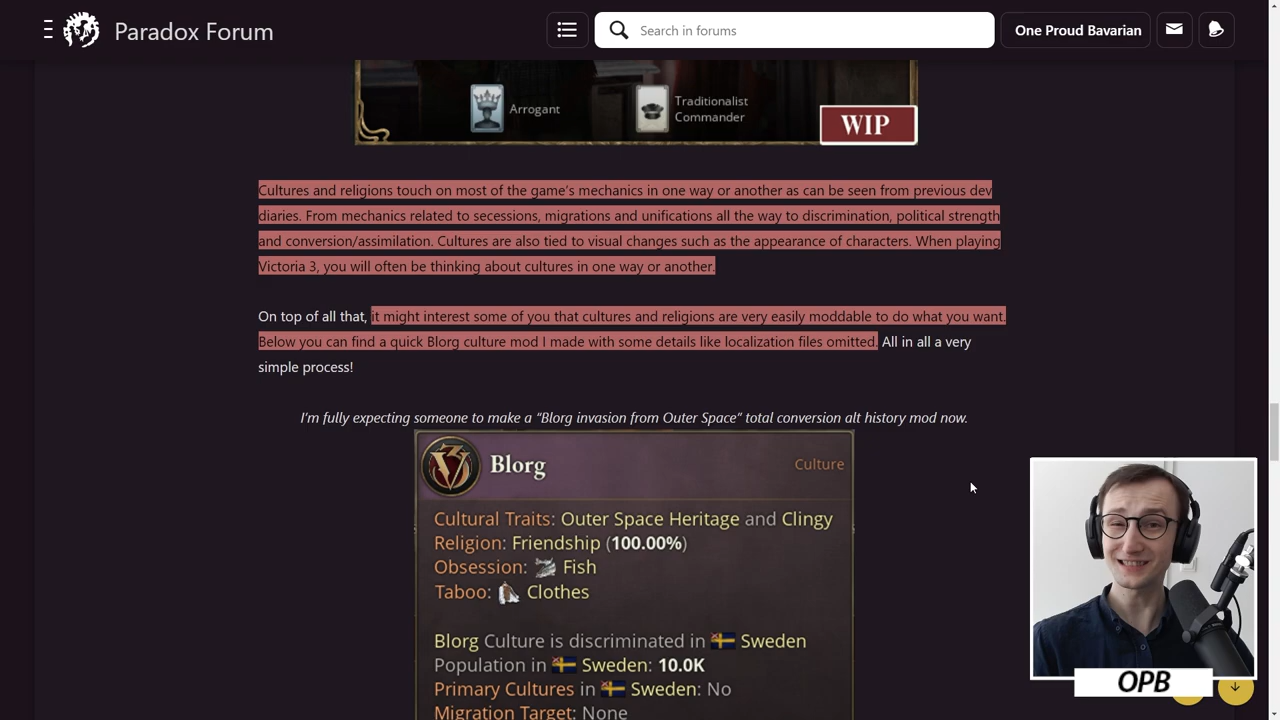 Paradox Forum
Search in forums
One Proud Bavarian
Arrogant
Traditionalist
Commander
WIP
Cultures and religions touch on most of the game's mechanics in one way or another as can be seen from previous dev
diaries. From mechanics related to secessions, migrations and unifications all the way to discrimination, political strength
and conversion/assimilation. Cultures are also tied to visual changes such as the appearance of characters. When playing
Victoria 3, you will often be thinking about cultures in one way or another.
On top of all that, it might interest some of you that cultures and religions are very easily moddable to do what you want.
Below you can find a quick Blorg culture mod I made with some details like localization files omitted. All in all a very
simple process!
I'm fully expecting someone to make a "Blorg invasion from Outer Space" total conversion alt history mod now.
Blorg
Culture
Cultural Traits: Outer Space Heritage and Clingy
Religion: Friendship (100.00%)
Obsession: Fish
Taboo: Clothes
Blorg Culture is discriminated in Sweden
Population in Sweden: 10.0K
Primary Cultures in Sweden: No
Migration Target: None
OPB